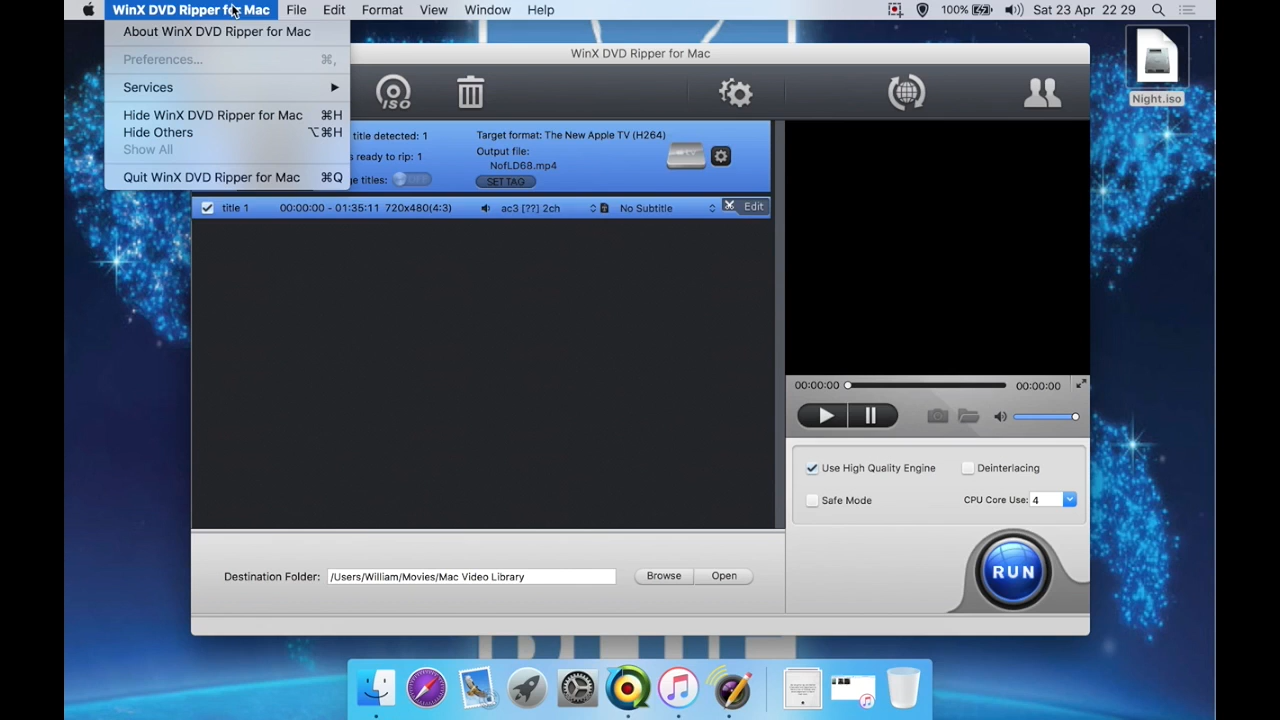 WinX DVD Ripper for Mac File Edit Format View Window Help 100% Sat 23 Apr 22 29
About WinX DVD Ripper for Mac
Preferences... ⌘,
Services
Hide WinX DVD Ripper for Mac ⌘H
Hide Others ⌥⌘H
Show All
Quit WinX DVD Ripper for Mac ⌘Q
WinX DVD Ripper for Mac
Night.iso
ISO
title detected: 1
s ready to rip: 1
ge titles:
Target format: The New Apple TV (H264)
Output file:
NofLD68.mp4
SET TAG
title 1 00:00:00 - 01:35:11 720x480(4:3) ac3 [??] 2ch No Subtitle Edit
00:00:00 00:00:00
Use High Quality Engine Deinterlacing
Safe Mode CPU Core Use: 4
RUN
Destination Folder: /Users/William/Movies/Mac Video Library Browse Open